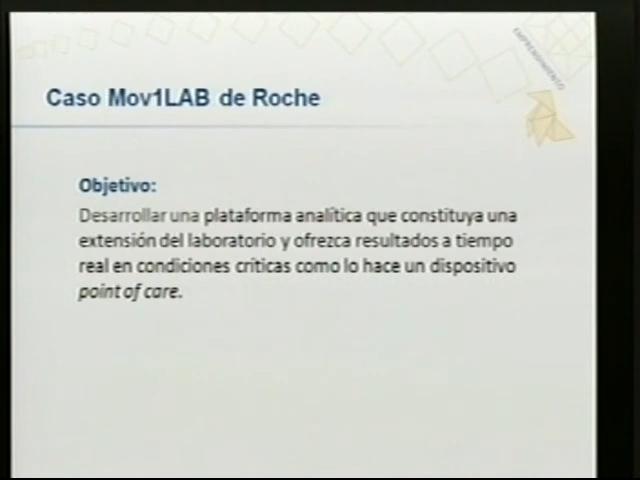 EMPRENDIMIENTO
Caso Mov1LAB de Roche
Objetivo:
Desarrollar una plataforma analítica que constituya una
extensión del laboratorio y ofrezca resultados a tiempo
real en condiciones críticas como lo hace un dispositivo
point of care.